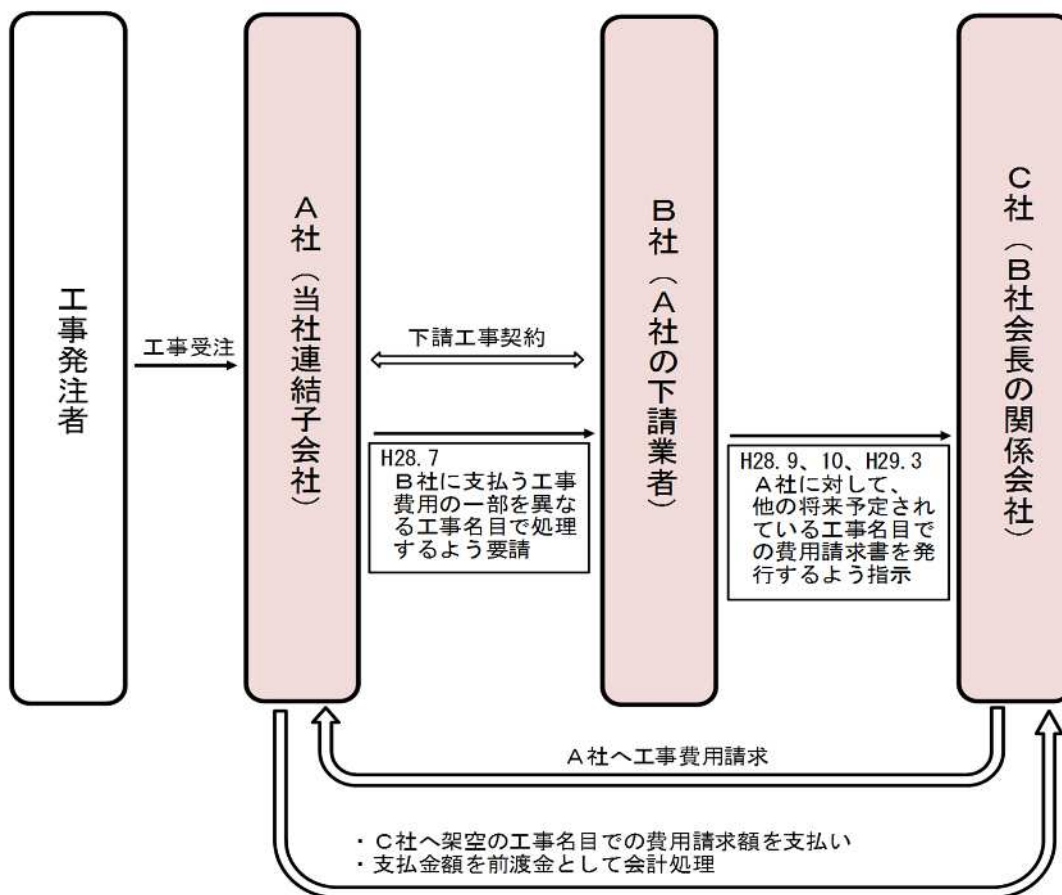 工事発注者
工事受注
A社（当社連結子会社）
下請工事契約
H28.7
B社に支払う工事
費用の一部を異な
る工事名目で処理
するよう要請
B社（A社の下請業者）
H28.9、10、H29.3
A社に対して、
他の将来予定され
ている工事名目で
の費用請求書を発
行するよう指示
C社（B社会長の関係会社）
A社へ工事費用請求
・C社へ架空の工事名目での費用請求額を支払い
・支払金額を前渡金として会計処理